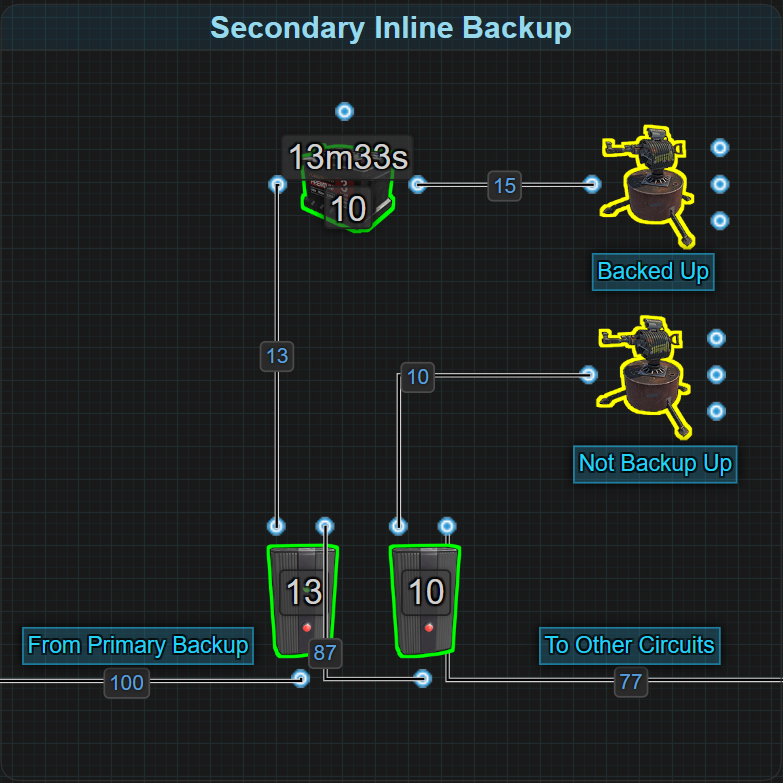 Secondary Inline Backup
13m33s
10
15
Backed Up
13
10
Not Backup Up
13
10
From Primary Backup
87
To Other Circuits
100
77